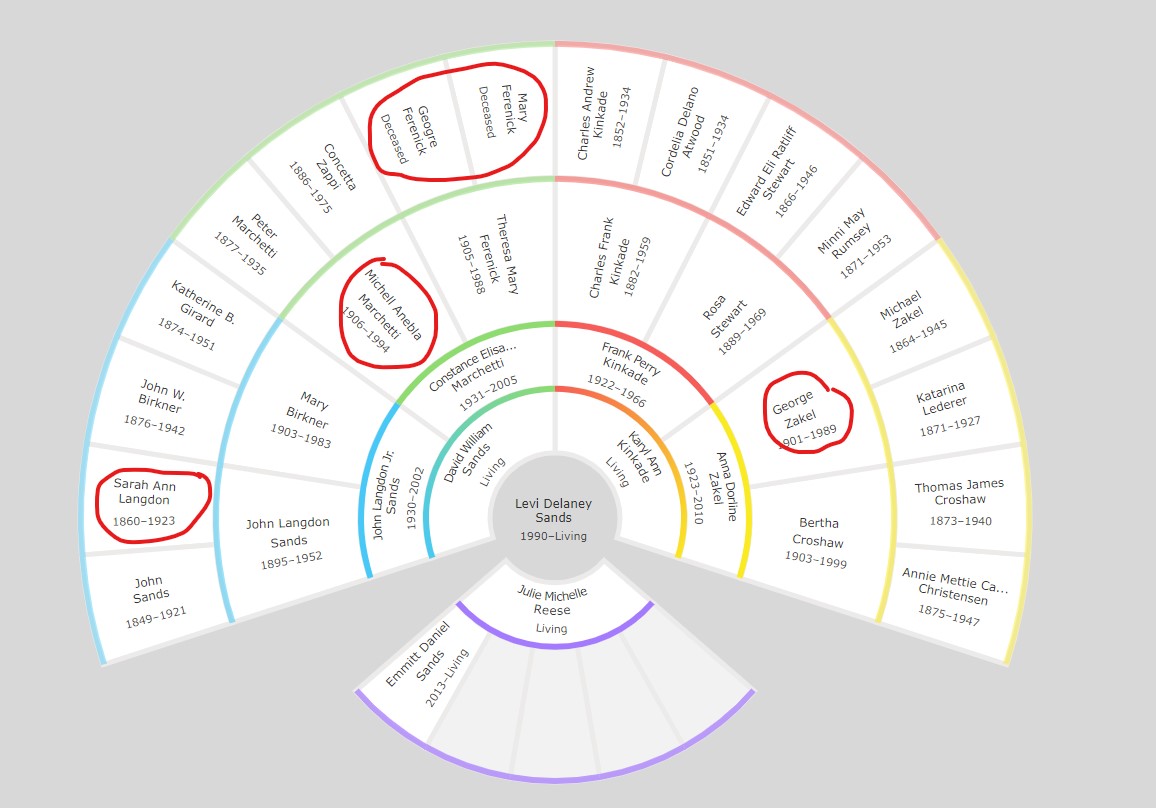 Levi Delaney
Sands
1990–Living
David William
Sands
Living
Karyl Ann
Kinkade
Living
John Langdon Jr.
Sands
1930–2002
Constance Elisa...
Marchetti
1931–2005
Frank Perry
Kinkade
1922–1966
Anna Dorline
Zakel
1923–2010
John Langdon
Sands
1895–1952
Mary
Birkner
1903–1983
Michell Anebla
Marchetti
1906–1994
Theresa Mary
Ferenick
1905–1988
Charles Frank
Kinkade
1882–1959
Rosa
Stewart
1889–1969
George
Zakel
1901–1989
Bertha
Croshaw
1903–1999
John
Sands
1849–1921
Sarah Ann
Langdon
1860–1923
John W.
Birkner
1876–1942
Katherine B.
Girard
1874–1951
Peter
Marchetti
1877–1935
Concetta
Zappi
1886–1975
Geogre
Ferenick
Deceased
Mary
Ferenick
Deceased
Charles Andrew
Kinkade
1852–1934
Cordelia Delano
Atwood
1851–1934
Edward Eli Ratliff
Stewart
1866–1946
Minni May
Rumsey
1871–1953
Michael
Zakel
1864–1945
Katarina
Lederer
1871–1927
Thomas James
Croshaw
1873–1940
Annie Mettie Ca...
Christensen
1875–1947
Julie Michelle
Reese
Living
Emmitt Daniel
Sands
2013–Living